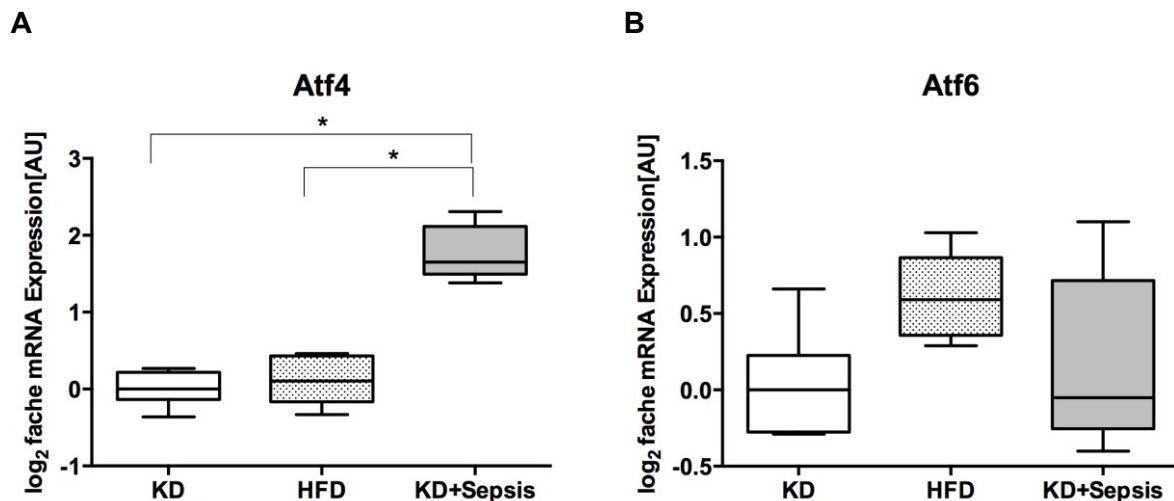 A
B
Atf4
Atf6
log₂ fache mRNA Expression[AU]
*
*
3
2
1
0
-1
KD
HFD
KD+Sepsis
log₂ fache mRNA Expression[AU]
1.5
1.0
0.5
0.0
-0.5
KD
HFD
KD+Sepsis